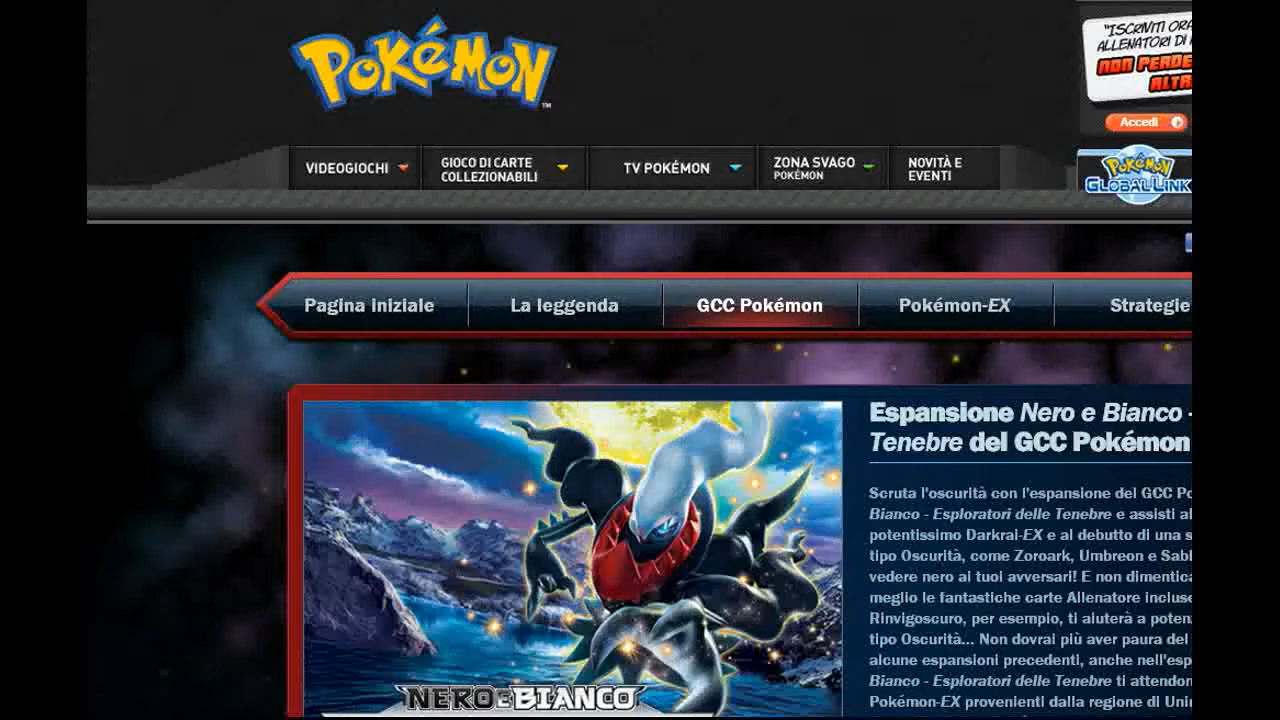 POKéMON
TM
"ISCRIVITI ORA
ALLENATORI DI
NON PERDE
ALTR
Accedi
VIDEOGIOCHI
GIOCO DI CARTE
COLLEZIONABILI
TV POKÉMON
ZONA SVAGO
POKÉMON
NOVITÀ E
EVENTI
POKéMON
GLOBAL LINK
Pagina iniziale
La leggenda
GCC Pokémon
Pokémon-EX
Strategie
Espansione Nero e Bianco -
Tenebre del GCC Pokémon
Scruta l'oscurità con l'espansione del GCC Po
Bianco - Esploratori delle Tenebre e assisti al
potentissimo Darkrai-EX e al debutto di una s
tipo Oscurità, come Zoroark, Umbreon e Sabl
vedere nero ai tuoi avversari! E non dimentica
meglio le fantastiche carte Allenatore incluse
Rinvigoscuro, per esempio, ti aiuterà a poten
tipo Oscurità... Non dovrai più aver paura del
alcune espansioni precedenti, anche nell'esp
Bianco - Esploratori delle Tenebre ti attendon
Pokémon-EX provenienti dalla regione di Unim
NERO E BIANCO